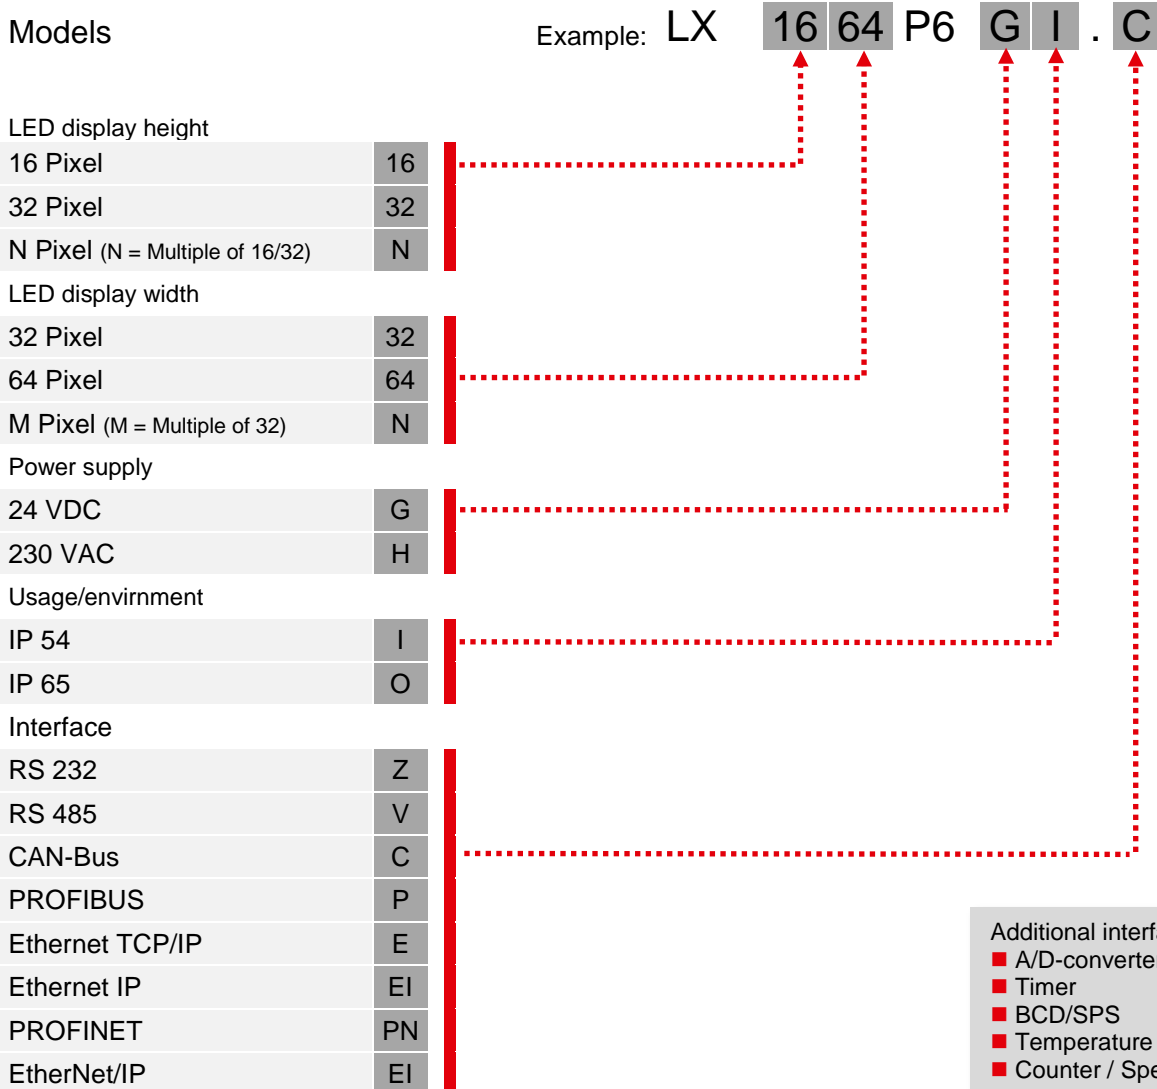 Models Example: LX 16 64 P6 G I . C
LED display height
16 Pixel 16
32 Pixel 32
N Pixel (N = Multiple of 16/32) N
LED display width
32 Pixel 32
64 Pixel 64
M Pixel (M = Multiple of 32) N
Power supply
24 VDC G
230 VAC H
Usage/envirnment
IP 54 I
IP 65 O
Interface
RS 232 Z
RS 485 V
CAN-Bus C
PROFIBUS P
Ethernet TCP/IP E
Ethernet IP EI
PROFINET PN
EtherNet/IP EI
Additional
Timer
BCD/SPS
Temperature
Counter /